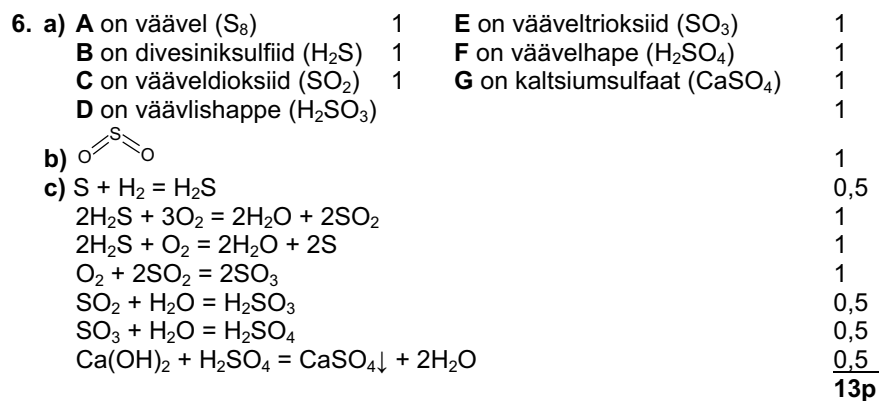 6. a) A on väävel (S₈) 1 E on vääveltrioksiid (SO₃) 1
B on divesiniksulfiid (H₂S) 1 F on väävelhape (H₂SO₄) 1
C on vääveldioksiid (SO₂) 1 G on kaltsiumsulfaat (CaSO₄) 1
D on väävlishappe (H₂SO₃) 1
b) O S O 1
c) S + H₂ = H₂S 0,5
2H₂S + 3O₂ = 2H₂O + 2SO₂ 1
2H₂S + O₂ = 2H₂O + 2S 1
O₂ + 2SO₂ = 2SO₃ 1
SO₂ + H₂O = H₂SO₃ 0,5
SO₃ + H₂O = H₂SO₄ 0,5
Ca(OH)₂ + H₂SO₄ = CaSO₄↓ + 2H₂O 0,5
13p